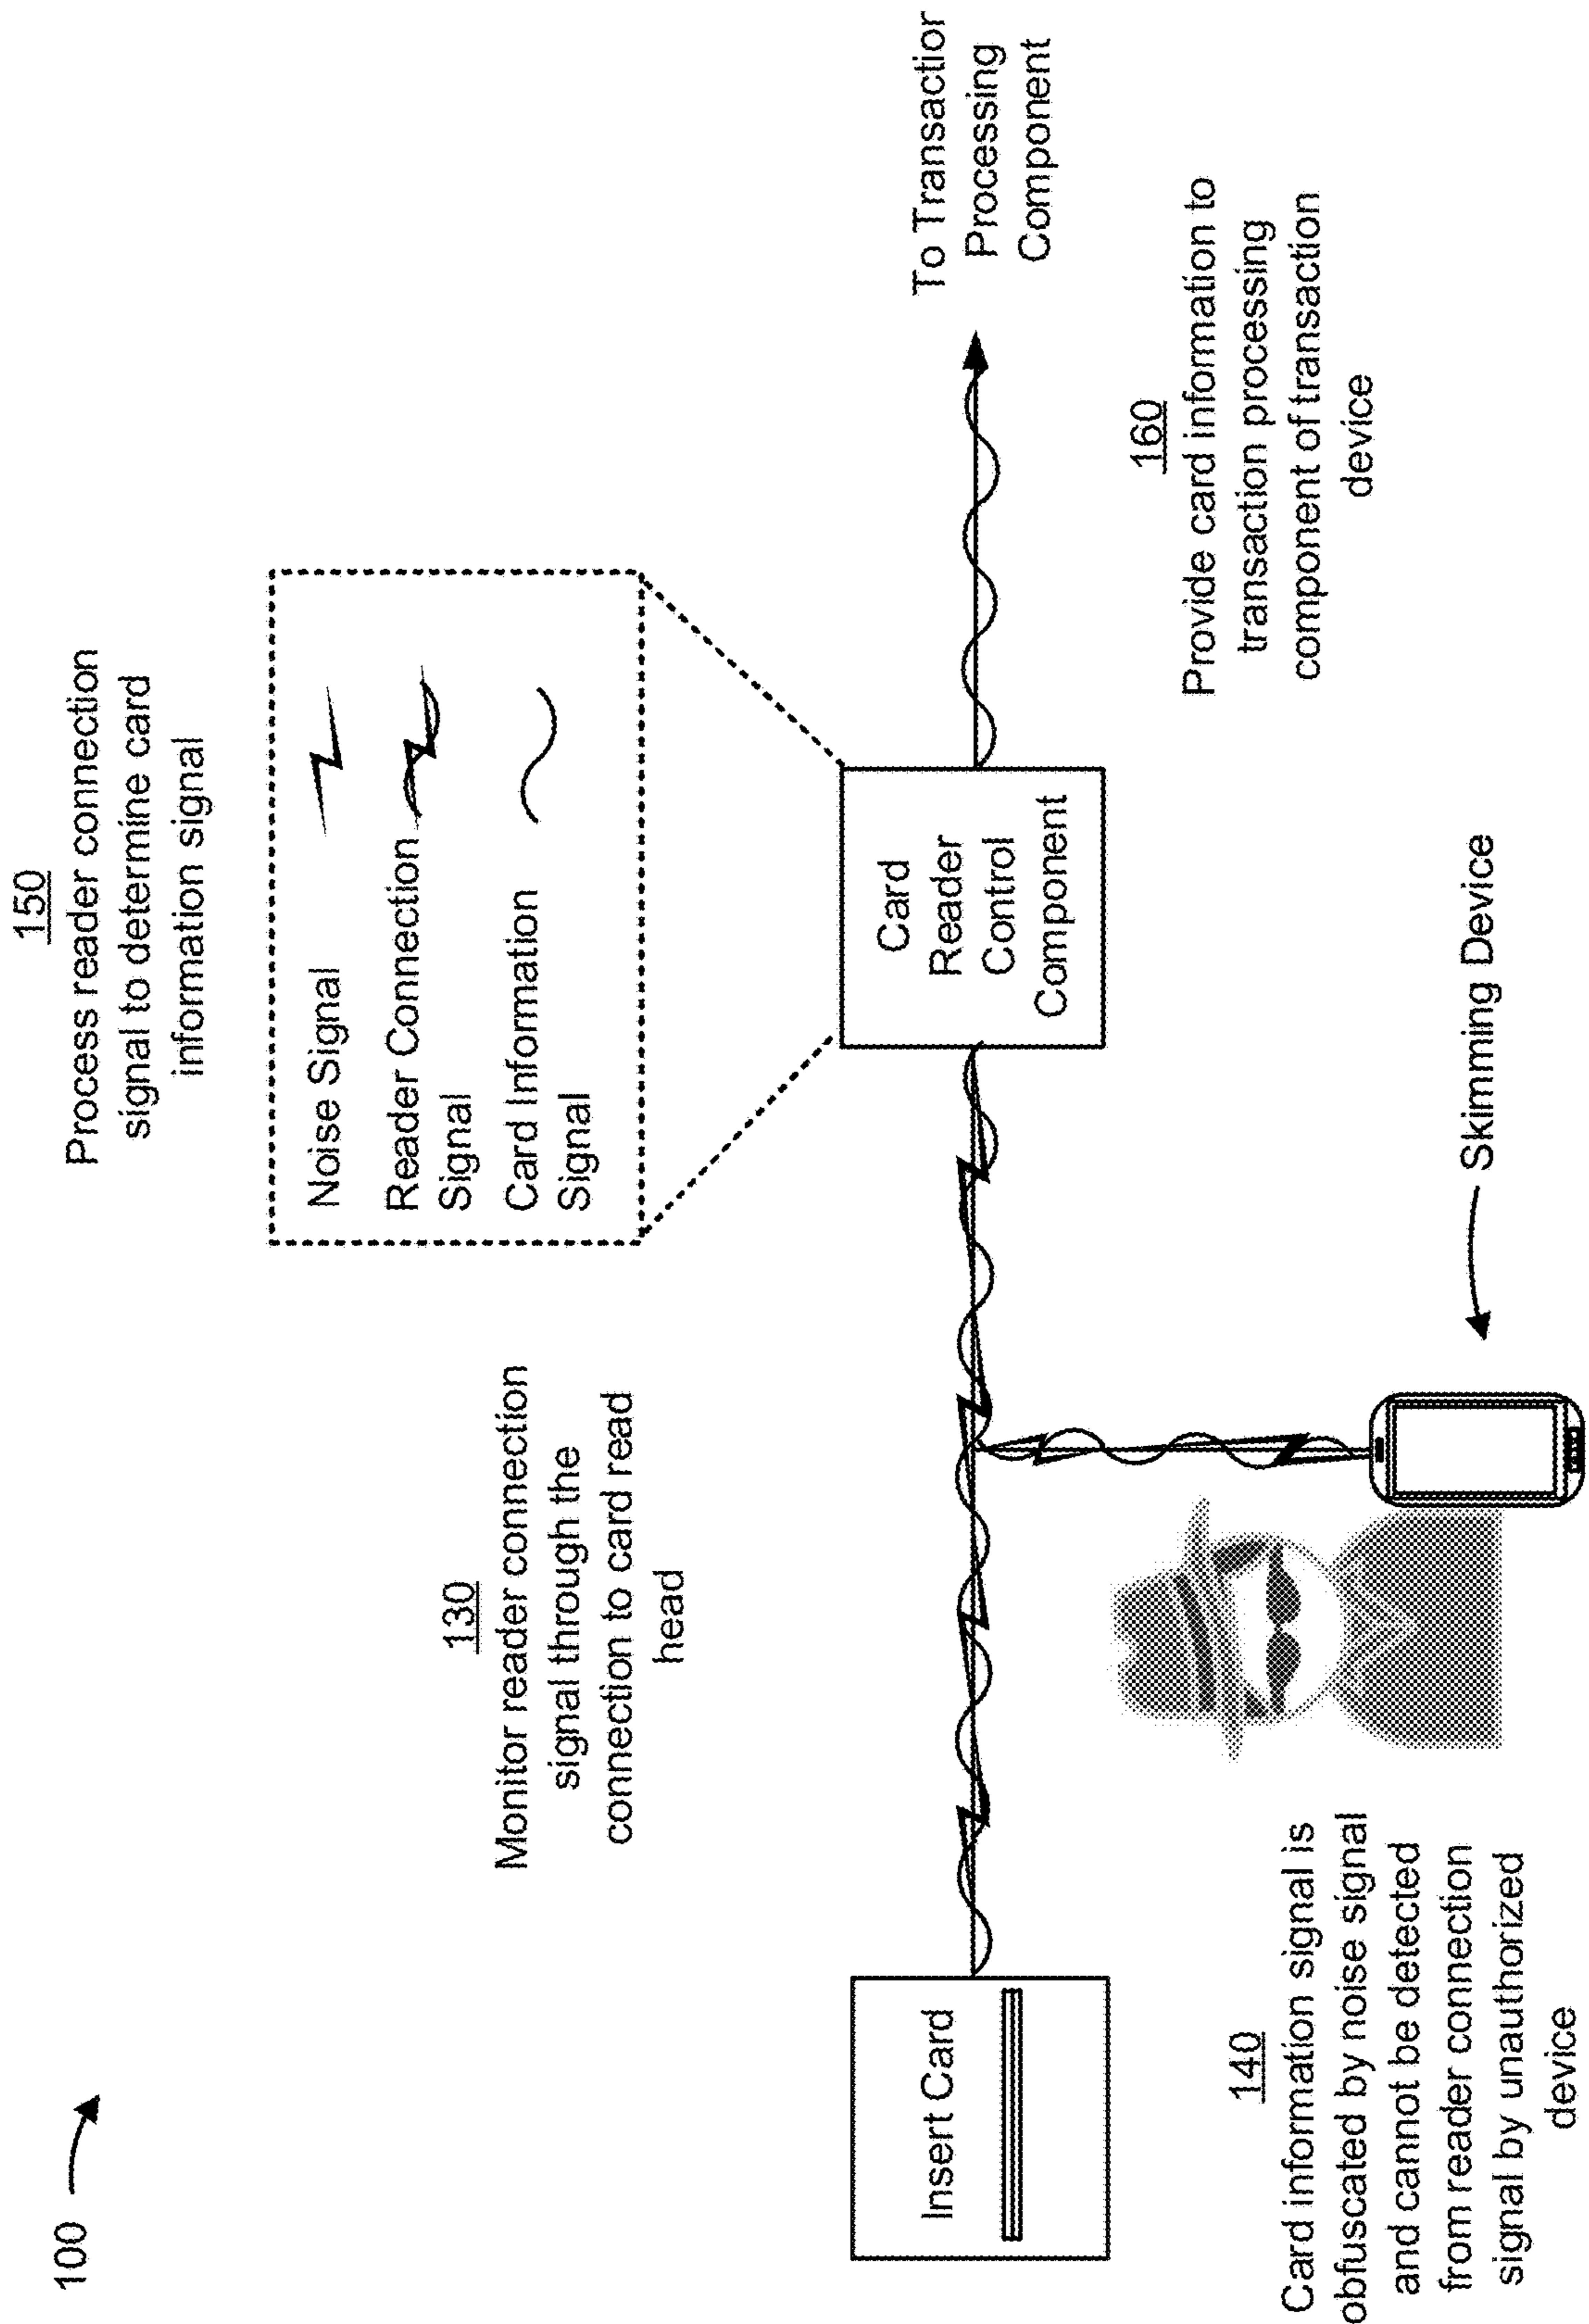 100
130
Monitor reader connection
signal through the
connection to card read
head
150
Process reader connection
signal to determine card
information signal
Noise Signal
Reader Connection
Signal
Card Information
Signal
Insert Card
Card
Reader
Control
Component
To Transaction
Processing
Component
140
Card information signal is
obfuscated by noise signal
and cannot be detected
from reader connection
signal by unauthorized
device
Skimming Device
160
Provide card information to
transaction processing
component of transaction
device